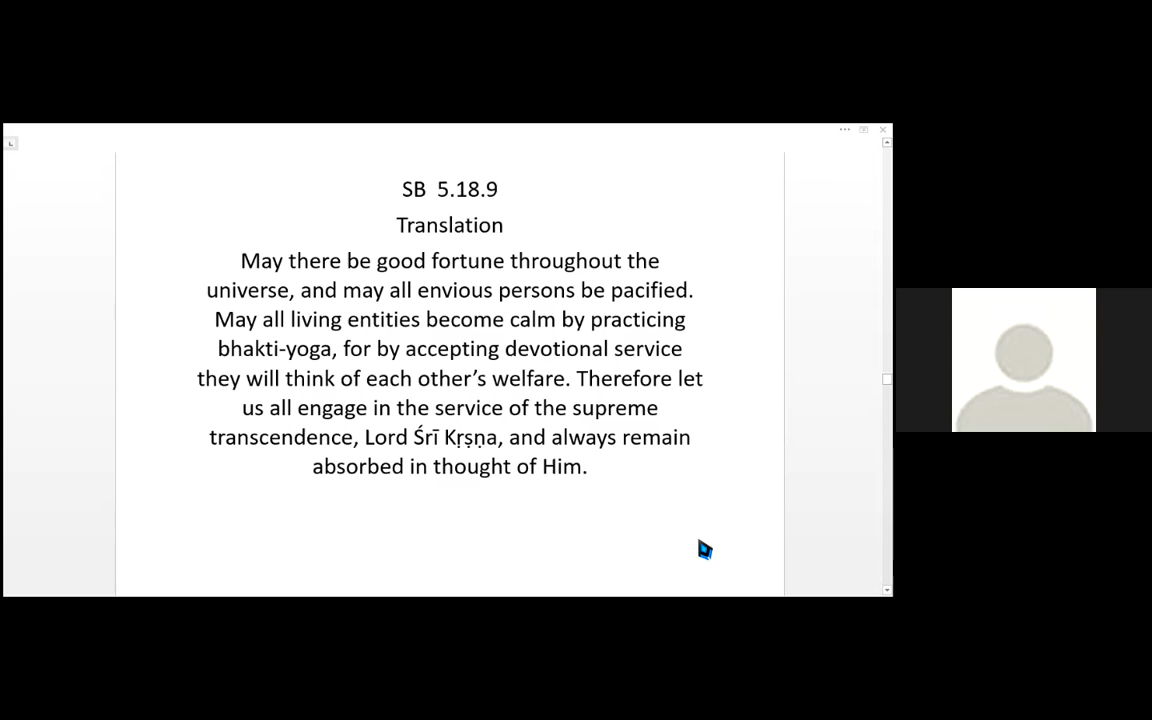 SB 5.18.9
Translation
May there be good fortune throughout the
universe, and may all envious persons be pacified.
May all living entities become calm by practicing
bhakti-yoga, for by accepting devotional service
they will think of each other’s welfare. Therefore let
us all engage in the service of the supreme
transcendence, Lord Śrī Kṛṣṇa, and always remain
absorbed in thought of Him.